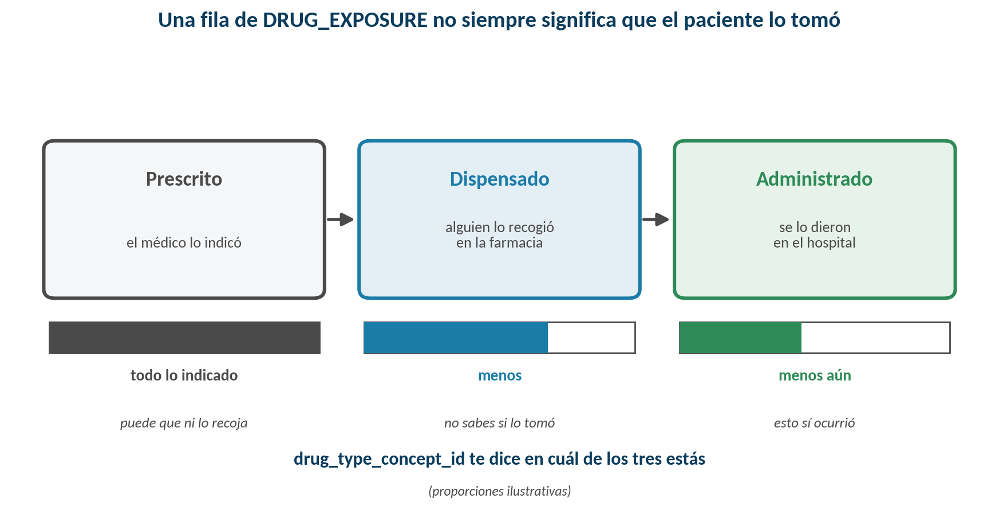 Una fila de DRUG_EXPOSURE no siempre significa que el paciente lo tomó
Prescrito
el médico lo indicó
Dispensado
alguien lo recogió
en la farmacia
Administrado
se lo dieron
en el hospital
todo lo indicado
menos
menos aún
puede que ni lo recoja
no sabes si lo tomó
esto sí ocurrió
drug_type_concept_id te dice en cuál de los tres estás
(proporciones ilustrativas)